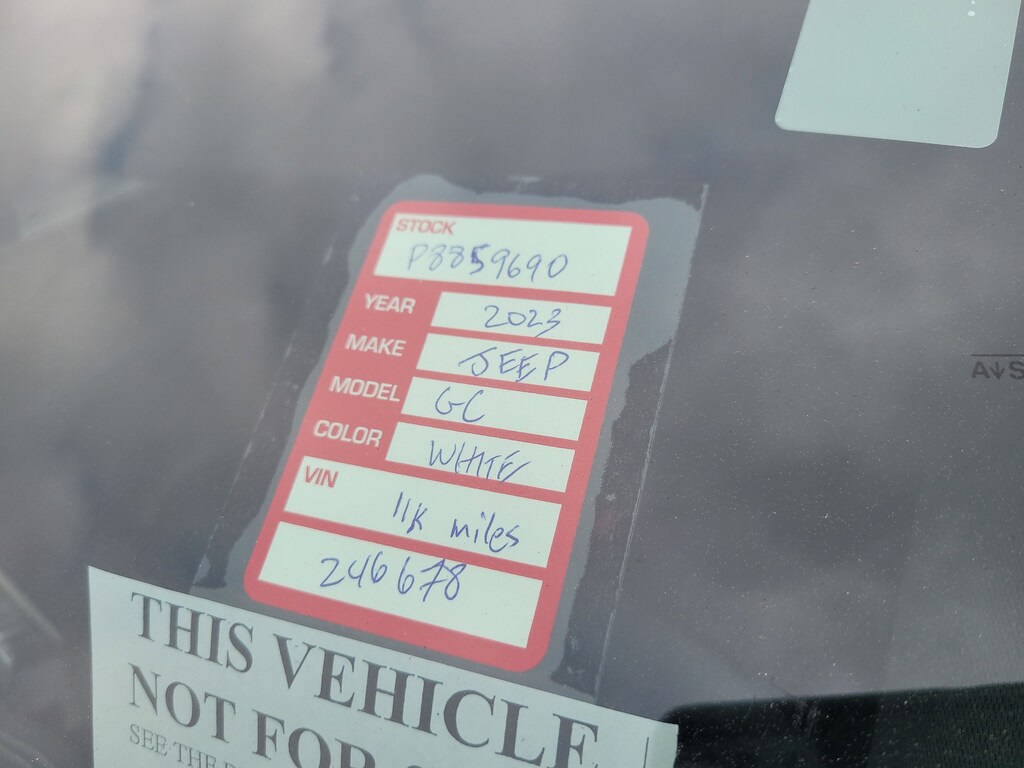 STOCK
P8859690
YEAR 2023
MAKE JEEP
MODEL GC
COLOR WHITE
VIN 11K miles
246678
THIS VEHICLE
NOT FOR
SEE THE